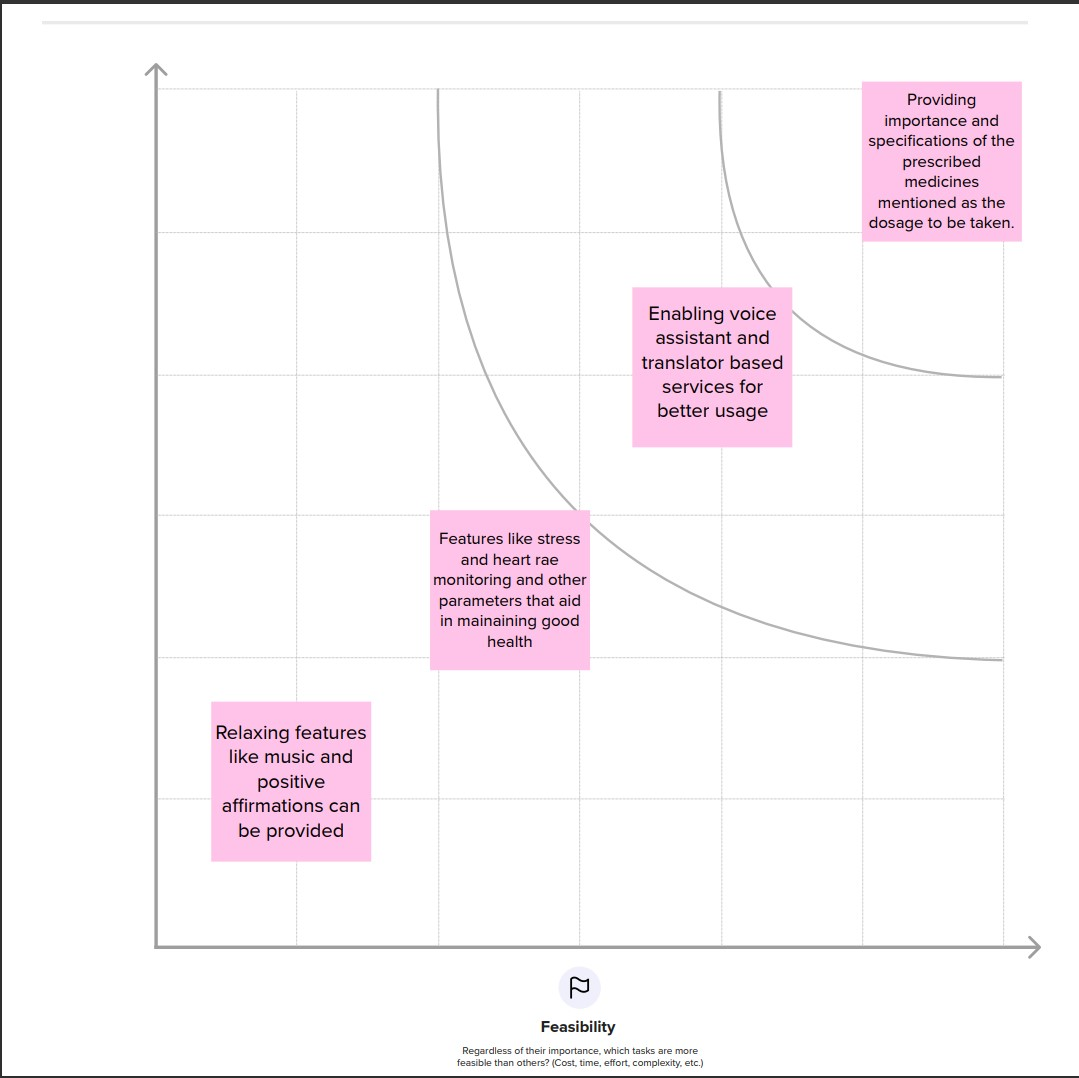 Providing
importance and
specifications of the
prescribed
medicines
mentioned as the
dosage to be taken.
Enabling voice
assistant and
translator based
services for
better usage
Features like stress
and heart rae
monitoring and other
parameters that aid
in mainaining good
health
Relaxing features
like music and
positive
affirmations can
be provided
Feasibility
Regardless of their importance, which tasks are more
feasible than others? (Cost, time, effort, complexity, etc.)